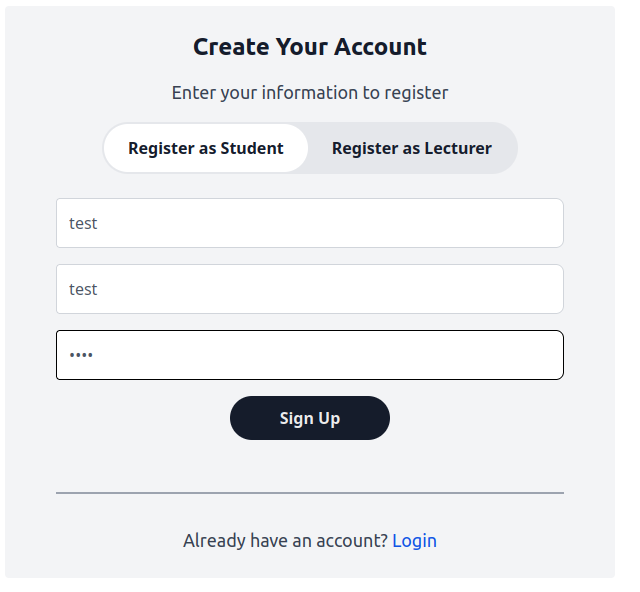 Create Your Account
Enter your information to register
Register as Student Register as Lecturer
test
test
••••
Sign Up
Already have an account? Login